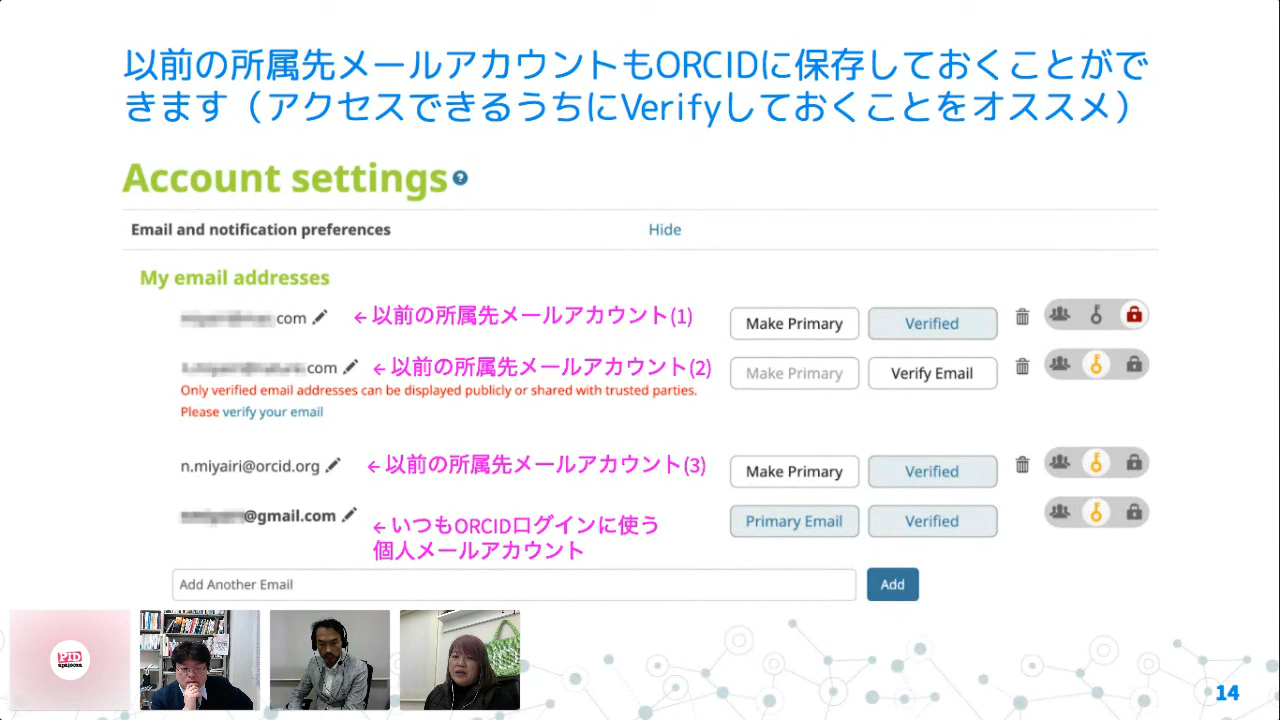 以前の所属先メールアカウントもORCIDに保存しておくことがで
きます（アクセスできるうちにVerifyしておくことをオススメ）
Account settings ?
Email and notification preferences Hide
My email addresses
com ←以前の所属先メールアカウント(1) Make Primary Verified
com ←以前の所属先メールアカウント(2) Make Primary Verify Email
Only verified email addresses can be displayed publicly or shared with trusted parties.
Please verify your email
n.miyairi@orcid.org ←以前の所属先メールアカウント(3) Make Primary Verified
@gmail.com ←いつもORCIDログインに使う Primary Email Verified
個人メールアカウント
Add Another Email Add
PID
apalooza
14